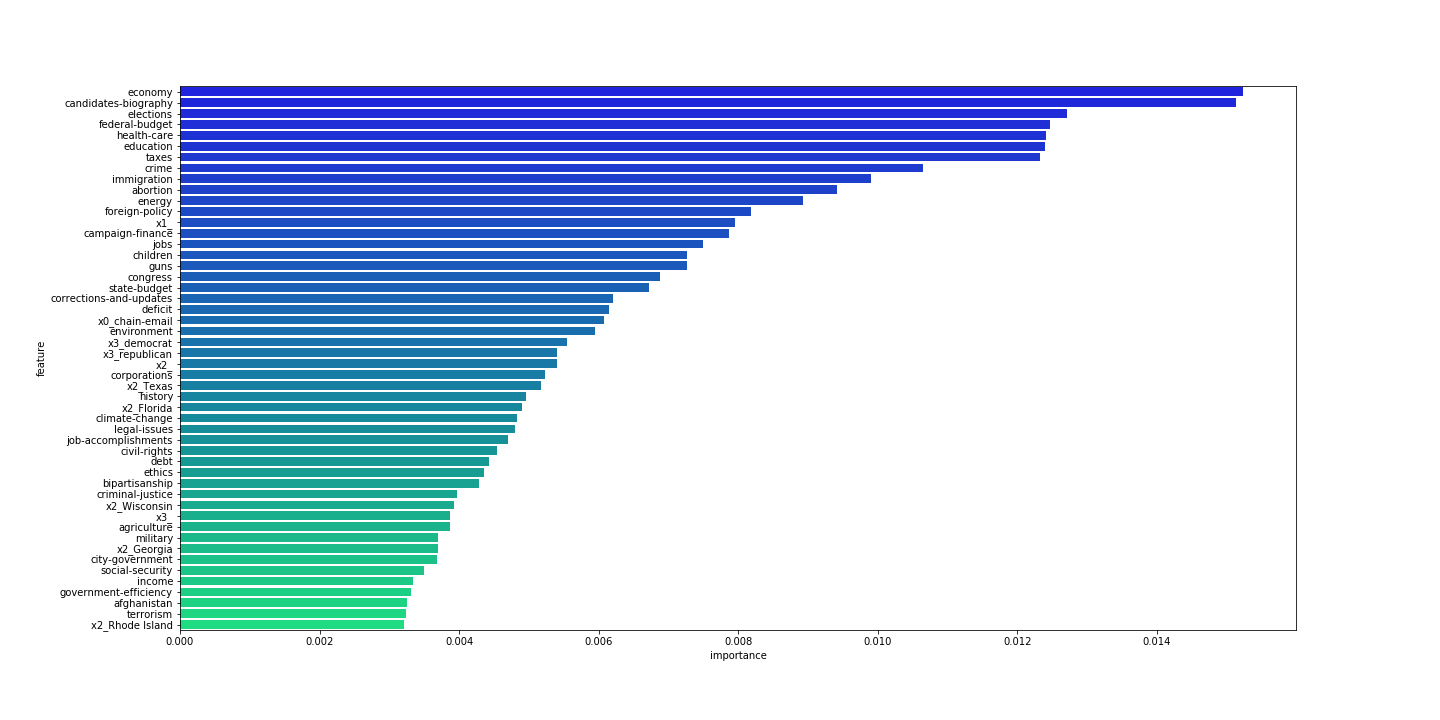 economy
candidates-biography
elections
federal-budget
health-care
education
taxes
crime
immigration
abortion
energy
foreign-policy
x1_
campaign-finance
jobs
children
guns
congress
state-budget
corrections-and-updates
deficit
x0_chain-email
environment
x3_democrat
x3_republican
x2_
corporations
x2_Texas
history
x2_Florida
climate-change
legal-issues
job-accomplishments
civil-rights
debt
ethics
bipartisanship
criminal-justice
x2_Wisconsin
x3_
agriculture
military
x2_Georgia
city-government
social-security
income
government-efficiency
afghanistan
terrorism
x2_Rhode Island
feature
0.000 0.002 0.004 0.006 0.008 0.010 0.012 0.014
importance